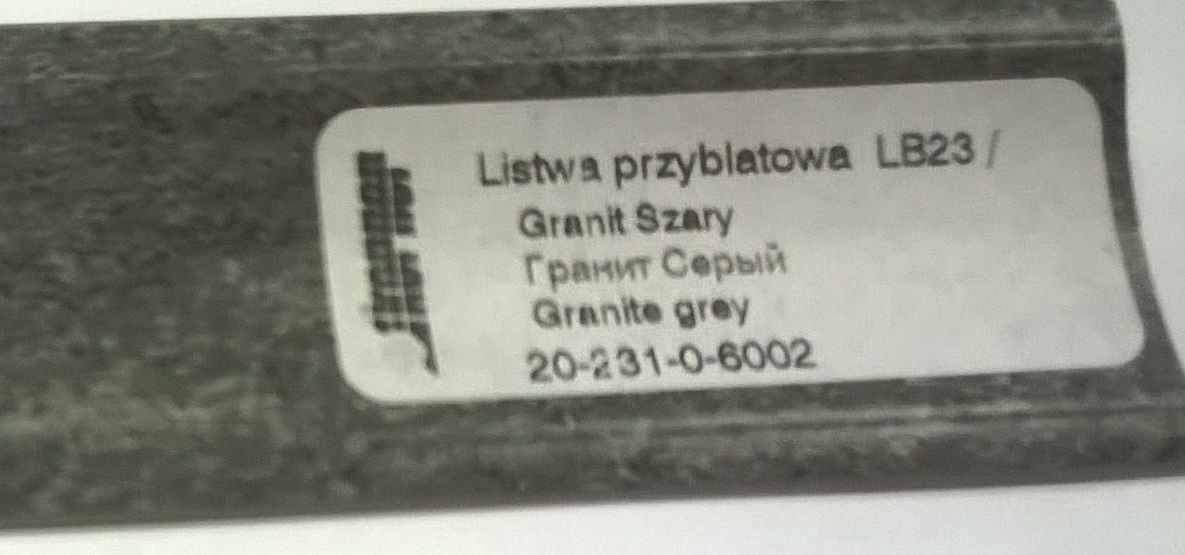 Listwa przyblatowa LB23 /
Granit Szary
Гранит Серый
Granite grey
20-231-0-6002